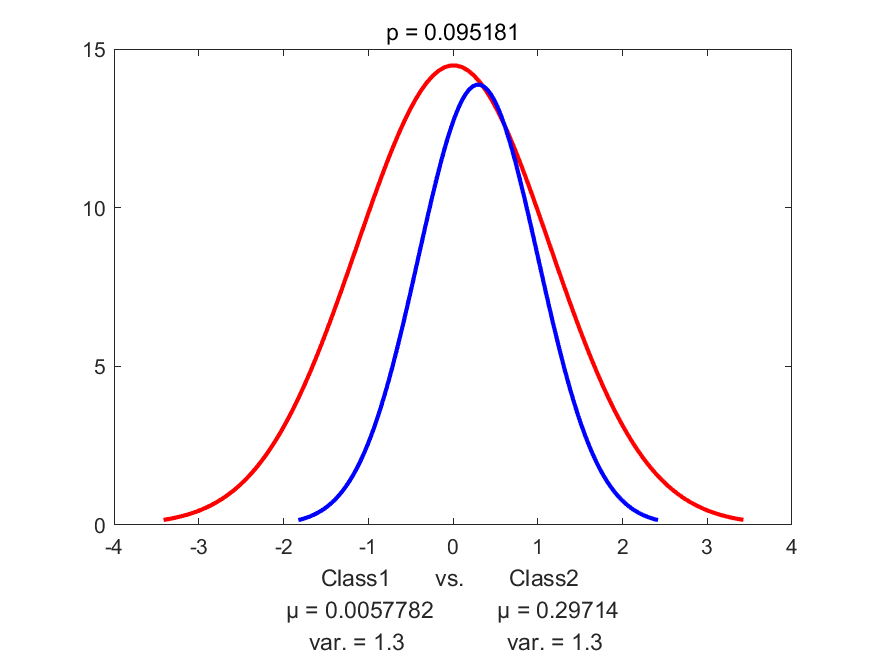 p = 0.095181
15
10
5
0
-4 -3 -2 -1 0 1 2 3 4
Class1 vs. Class2
μ = 0.0057782 μ = 0.29714
var. = 1.3 var. = 1.3